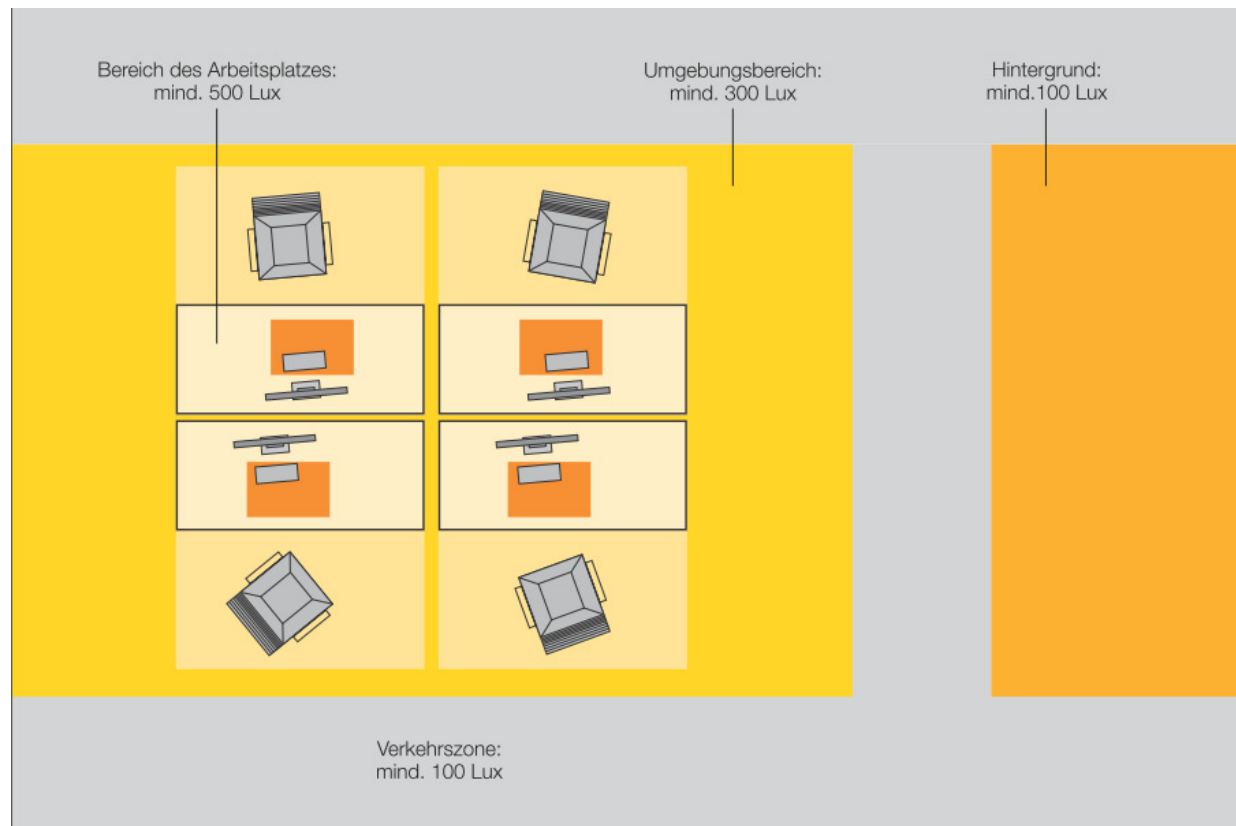 Bereich des Arbeitsplatzes:
mind. 500 Lux
Umgebungsbereich:
mind. 300 Lux
Hintergrund:
mind.100 Lux
Verkehrszone:
mind. 100 Lux